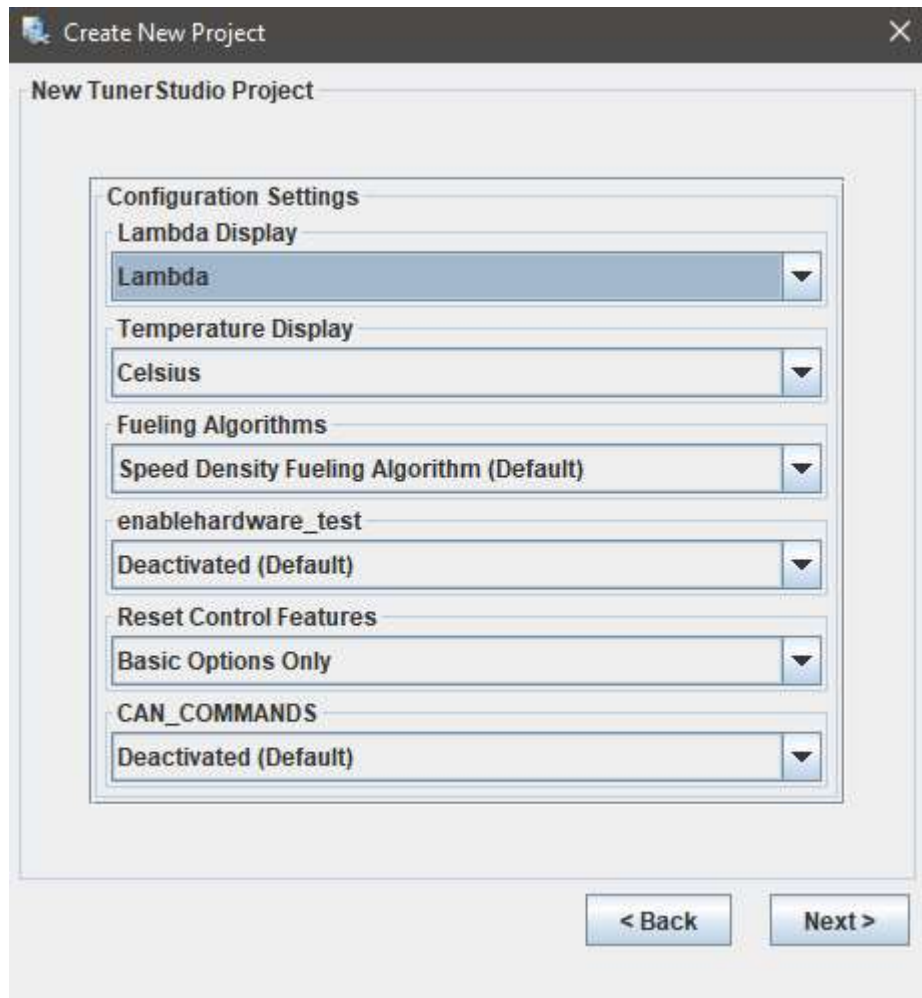 Create New Project
New TunerStudio Project
Configuration Settings
Lambda Display
Lambda
Temperature Display
Celsius
Fueling Algorithms
Speed Density Fueling Algorithm (Default)
enablehardware_test
Deactivated (Default)
Reset Control Features
Basic Options Only
CAN_COMMANDS
Deactivated (Default)
< Back Next >